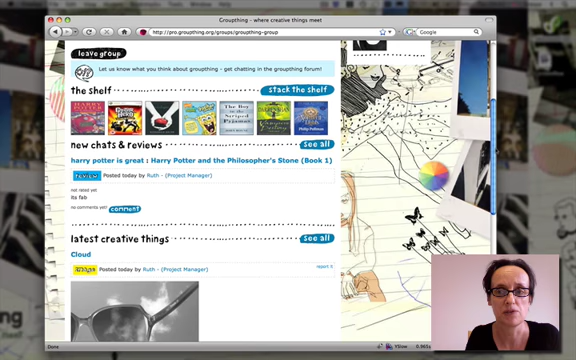 Groupthing - where creative things meet
http://pro.groupthing.org/groups/groupthing-group
Google
leave group
Let us know what you think about groupthing - get chatting in the groupthing forum!
the shelf
stack the shelf
HARRY POTTER
The BOY in the Striped PYJAMAS
Philip Pullman
new chats & reviews
see all
harry potter is great : Harry Potter and the Philosopher's Stone (Book 1)
review
Posted today by Ruth - (Project Manager)
not rated yet
its fab
no comments yet!
comment
latest creative things
see all
Cloud
Posted today by Ruth - (Project Manager)
report it
Done
YSlow